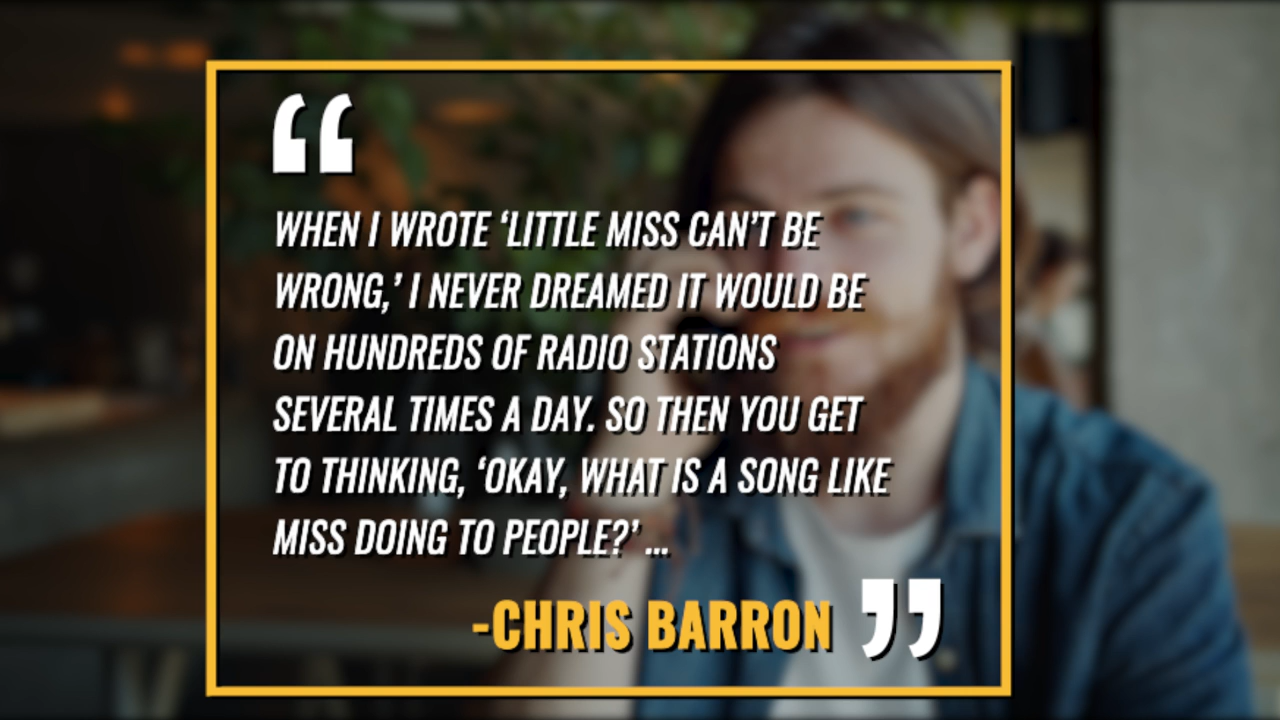 “
WHEN I WROTE ‘LITTLE MISS CAN’T BE
WRONG,’ I NEVER DREAMED IT WOULD BE
ON HUNDREDS OF RADIO STATIONS
SEVERAL TIMES A DAY. SO THEN YOU GET
TO THINKING, ‘OKAY, WHAT IS A SONG LIKE
MISS DOING TO PEOPLE?’ ...
-CHRIS BARRON ”